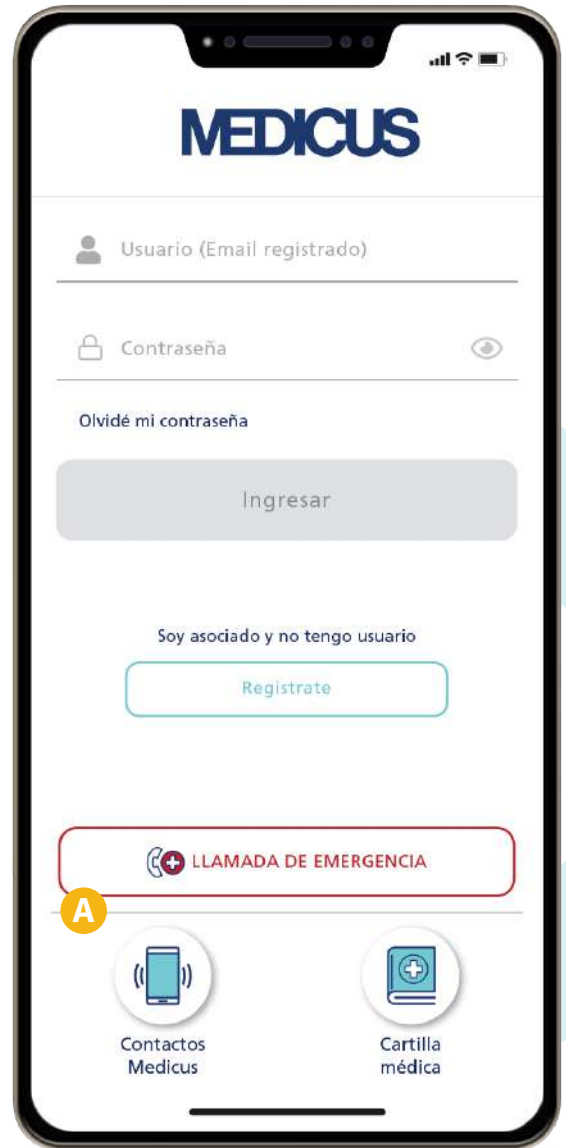 MEDICUS
Usuario (Email registrado)
Contraseña
Olvidé mi contraseña
Ingresar
Soy asociado y no tengo usuario
Registrate
LLAMADA DE EMERGENCIA
A
Contactos
Medicus
Cartilla
médica